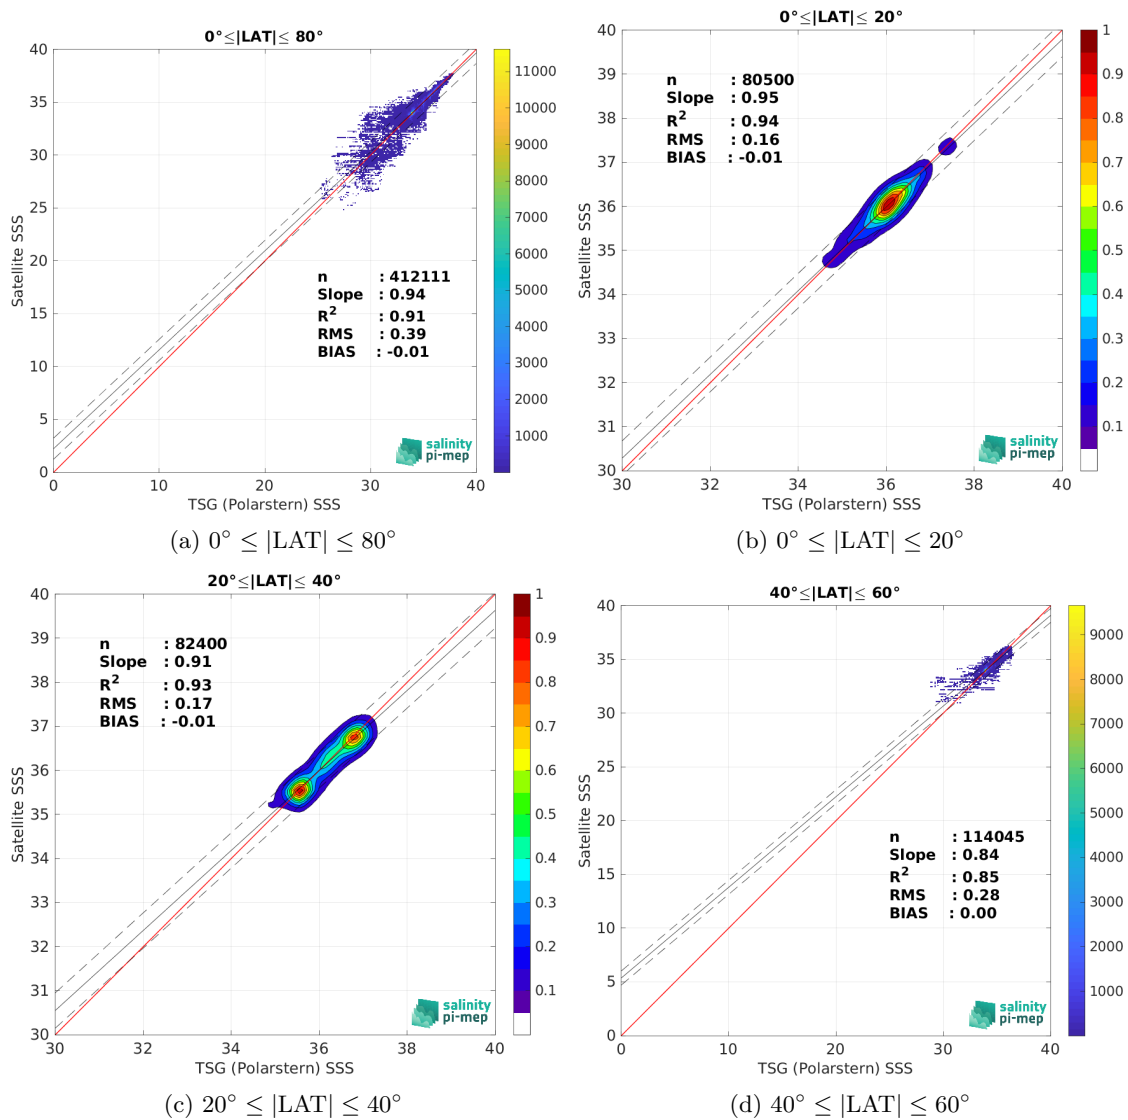 0°≤|LAT|≤ 80°
40
35
30
25
20
15
10
5
0
0
10
20
30
40
Satellite SSS
TSG (Polarstern) SSS
n : 412111
Slope : 0.94
R² : 0.91
RMS : 0.39
BIAS : -0.01
salinity
pi-mep
11000
10000
9000
8000
7000
6000
5000
4000
3000
2000
1000
(a) 0° ≤ |LAT| ≤ 80°
0°≤|LAT|≤ 20°
40
39
38
37
36
35
34
33
32
31
30
30
32
34
36
38
40
Satellite SSS
TSG (Polarstern) SSS
n : 80500
Slope : 0.95
R² : 0.94
RMS : 0.16
BIAS : -0.01
salinity
pi-mep
1
0.9
0.8
0.7
0.6
0.5
0.4
0.3
0.2
0.1
(b) 0° ≤ |LAT| ≤ 20°
20°≤|LAT|≤ 40°
40
39
38
37
36
35
34
33
32
31
30
30
32
34
36
38
40
Satellite SSS
TSG (Polarstern) SSS
n : 82400
Slope : 0.91
R² : 0.93
RMS : 0.17
BIAS : -0.01
salinity
pi-mep
1
0.9
0.8
0.7
0.6
0.5
0.4
0.3
0.2
0.1
(c) 20° ≤ |LAT| ≤ 40°
40°≤|LAT|≤ 60°
40
35
30
25
20
15
10
5
0
0
10
20
30
40
Satellite SSS
TSG (Polarstern) SSS
n : 114045
Slope : 0.84
R² : 0.85
RMS : 0.28
BIAS : 0.00
salinity
pi-mep
9000
8000
7000
6000
5000
4000
3000
2000
1000
(d) 40° ≤ |LAT| ≤ 60°